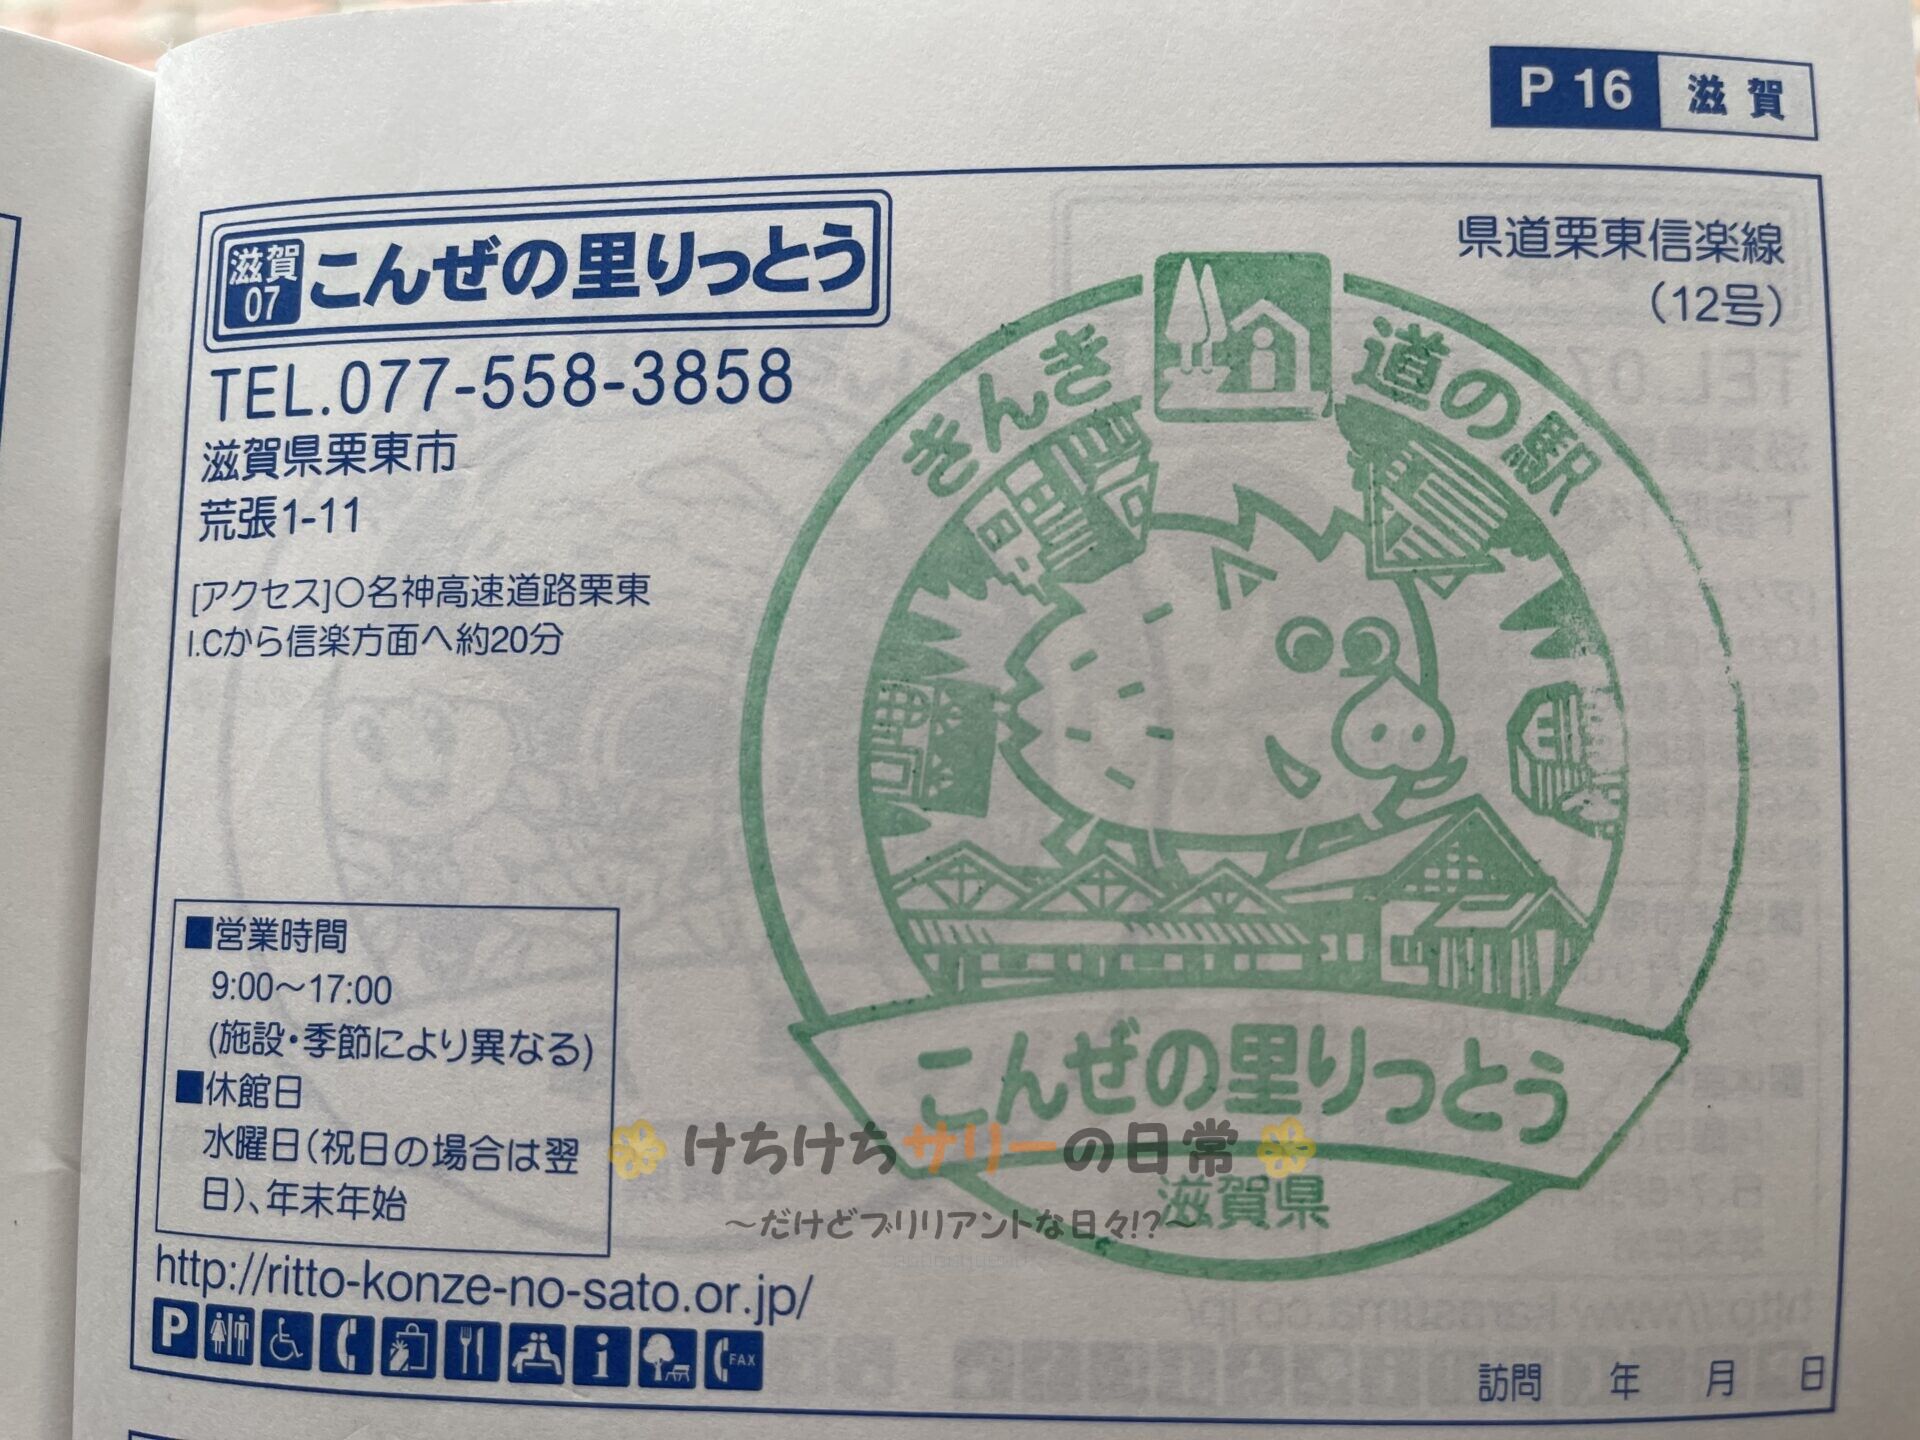 P 16 滋 賀
滋賀
07
こんぜの里りっとう
県道栗東信楽線
(12号)
TEL.077-558-3858
滋賀県栗東市
荒張1-11
[アクセス]○名神高速道路栗東
I.Cから信楽方面へ約20分
きんき 道の駅
こんぜの里りっとう
滋賀県
■営業時間
9:00～17:00
(施設・季節により異なる)
■休館日
水曜日(祝日の場合は翌
日)、年末年始
けちけちサリーの日常
～だけどブリリアントな日々!?～
http://ritto-konze-no-sato.or.jp/
P
i
FAX
訪問 年 月 日